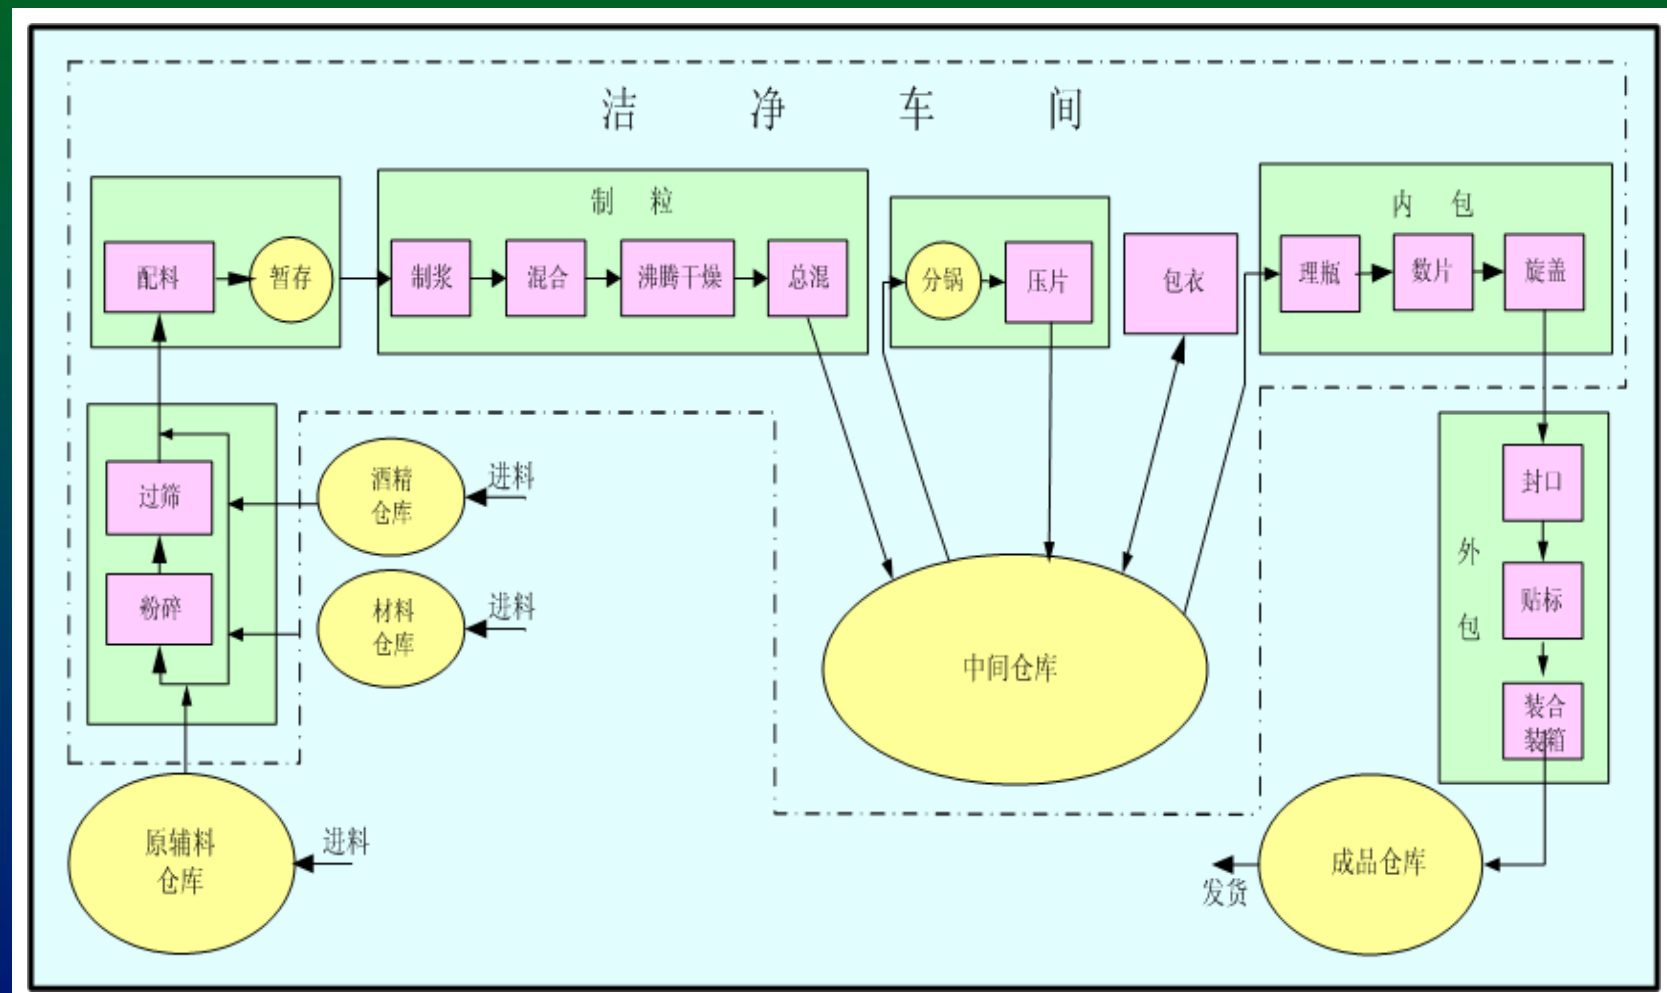 洁 净 车 间
制 粒
内 包
配料
暂存
制浆
混合
沸腾干燥
总混
分锅
压片
包衣
理瓶
数片
旋盖
过筛
粉碎
酒精
仓库
进料
材料
仓库
进料
中间仓库
外
包
封口
贴标
装合
装箱
原辅料
仓库
进料
成品仓库
发货